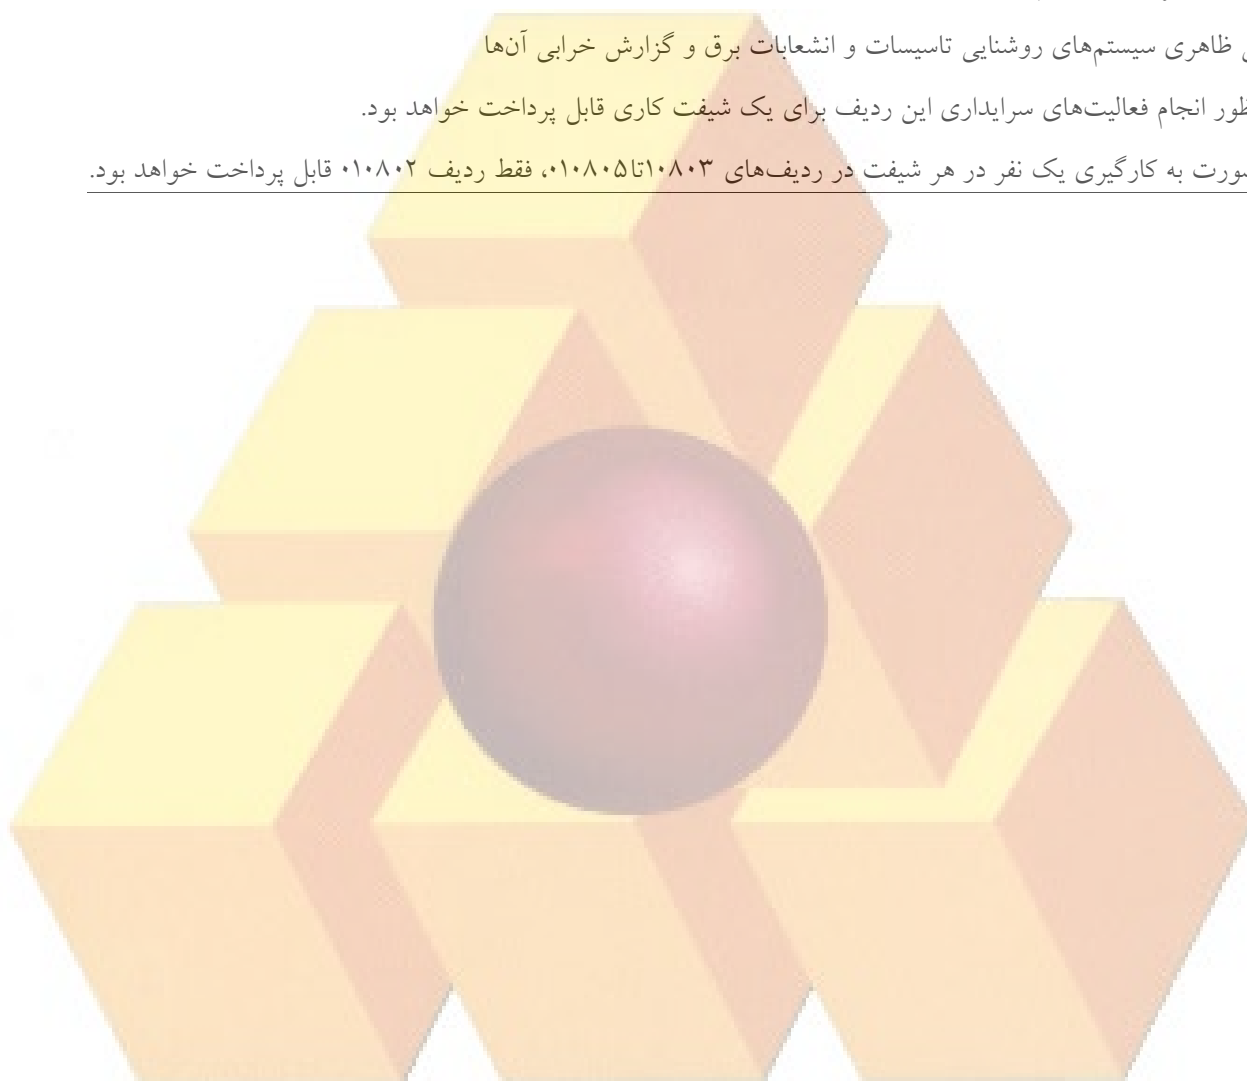 ظاهری سیستم‌های روشنایی تاسیسات و انشعابات برق و گزارش خرابی آن‌ها
انجام فعالیت‌های سرایداری این ردیف برای یک شیفت کاری قابل پرداخت خواهد بود.
به کارگیری یک نفر در هر شیفت در ردیف‌های ۱۰۸۰۳تا۰۱۰۸۰۵، فقط ردیف ۰۱۰۸۰۲ قابل پرداخت خواهد بود.